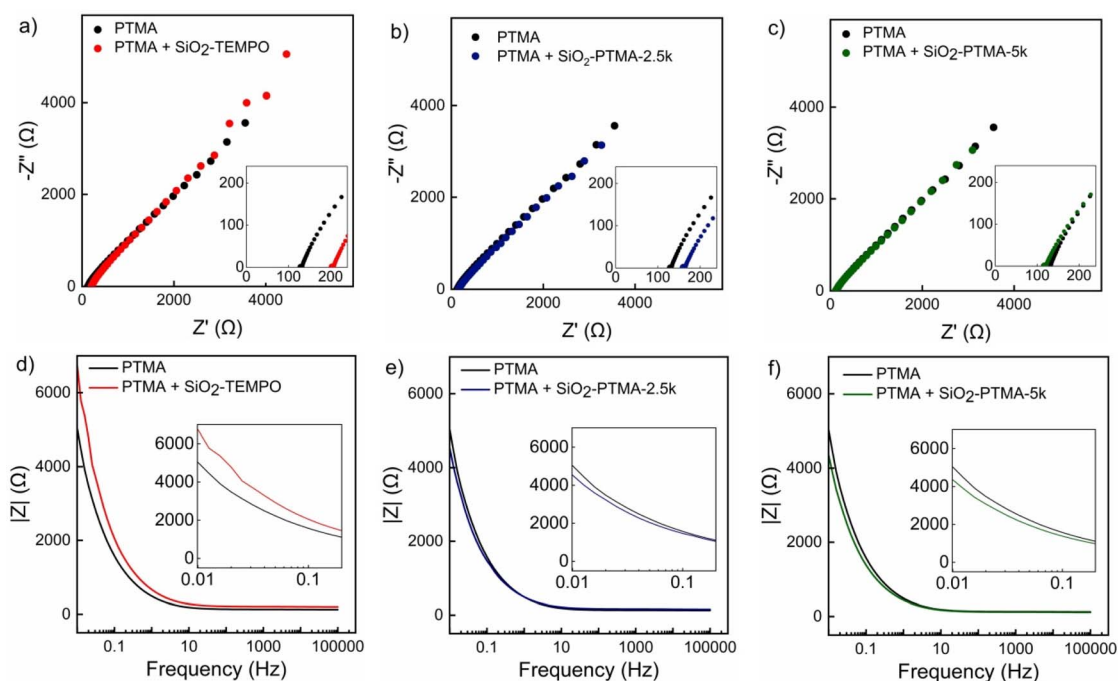 a)
PTMA
PTMA + SiO2-TEMPO
-Z'' (Ω)
4000
2000
0
200
100
0
0
100
200
0
2000
4000
Z' (Ω)
b)
PTMA
PTMA + SiO2-PTMA-2.5k
-Z'' (Ω)
4000
2000
0
200
100
0
0
100
200
0
2000
4000
Z' (Ω)
c)
PTMA
PTMA + SiO2-PTMA-5k
-Z'' (Ω)
4000
2000
0
200
100
0
0
100
200
0
2000
4000
Z' (Ω)
d)
PTMA
PTMA + SiO2-TEMPO
|Z| (Ω)
6000
4000
2000
0
6000
4000
2000
0
0.01
0.1
0.1
10
1000
100000
Frequency (Hz)
e)
PTMA
PTMA + SiO2-PTMA-2.5k
|Z| (Ω)
6000
4000
2000
0
6000
4000
2000
0
0.01
0.1
0.1
10
1000
100000
Frequency (Hz)
f)
PTMA
PTMA + SiO2-PTMA-5k
|Z| (Ω)
6000
4000
2000
0
6000
4000
2000
0
0.01
0.1
0.1
10
1000
100000
Frequency (Hz)